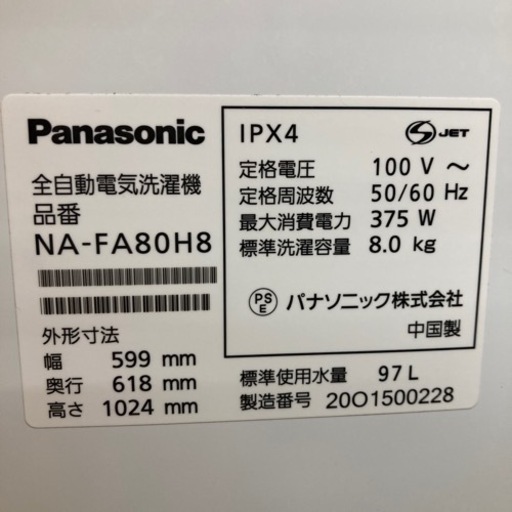 Panasonic
全自動電気洗濯機
品番
NA-FA80H8
外形寸法
幅 599 mm
奥行 618 mm
高さ 1024 mm
IPX4 S JET
定格電圧 100 V ～
定格周波数 50/60 Hz
最大消費電力 375 W
標準洗濯容量 8.0 kg
PS E パナソニック株式会社
中国製
標準使用水量 97 L
製造番号 20O1500228